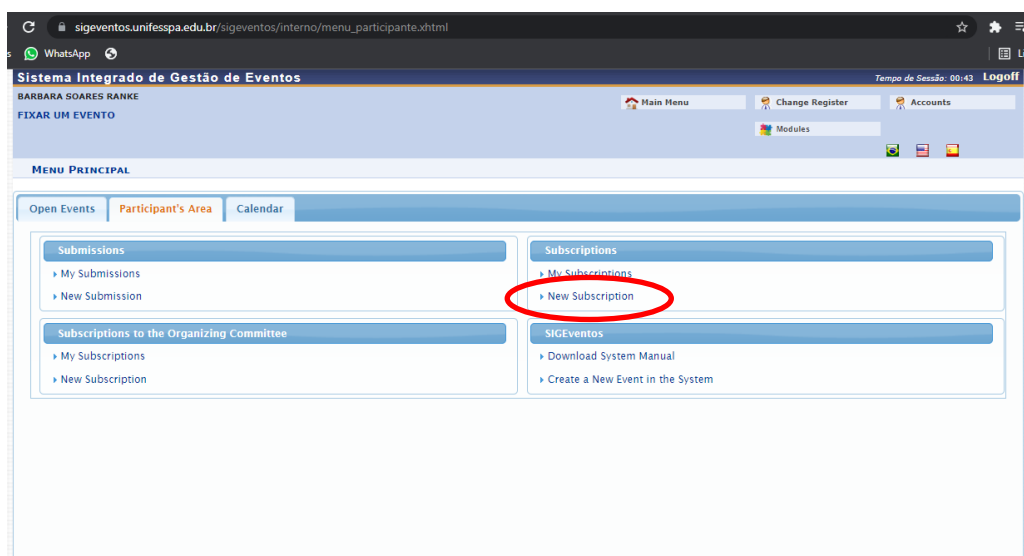 sigeventos.unifesspa.edu.br/sigeventos/interno/menu_participante.xhtml
s WhatsApp
Sistema Integrado de Gestão de Eventos Tempo de Sessão: 00:43 Logoff
BARBARA SOARES RANKE
FIXAR UM EVENTO
Main Menu Change Register Accounts
Modules
MENU PRINCIPAL
Open Events Participant's Area Calendar
Submissions
My Submissions
New Submission
Subscriptions
My Subscriptions
New Subscription
Subscriptions to the Organizing Committee
My Subscriptions
New Subscription
SIGEventos
Download System Manual
Create a New Event in the System